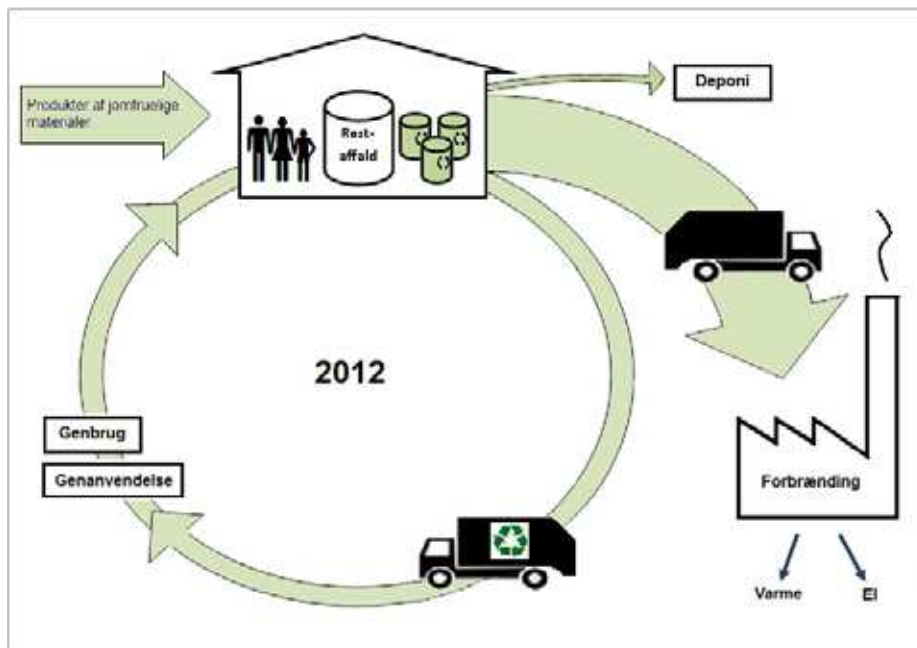 Produkter af jomfruelige
materialer
Rest-
affald
Deponi
2012
Genbrug
Genanvendelse
Forbrænding
Varme
El